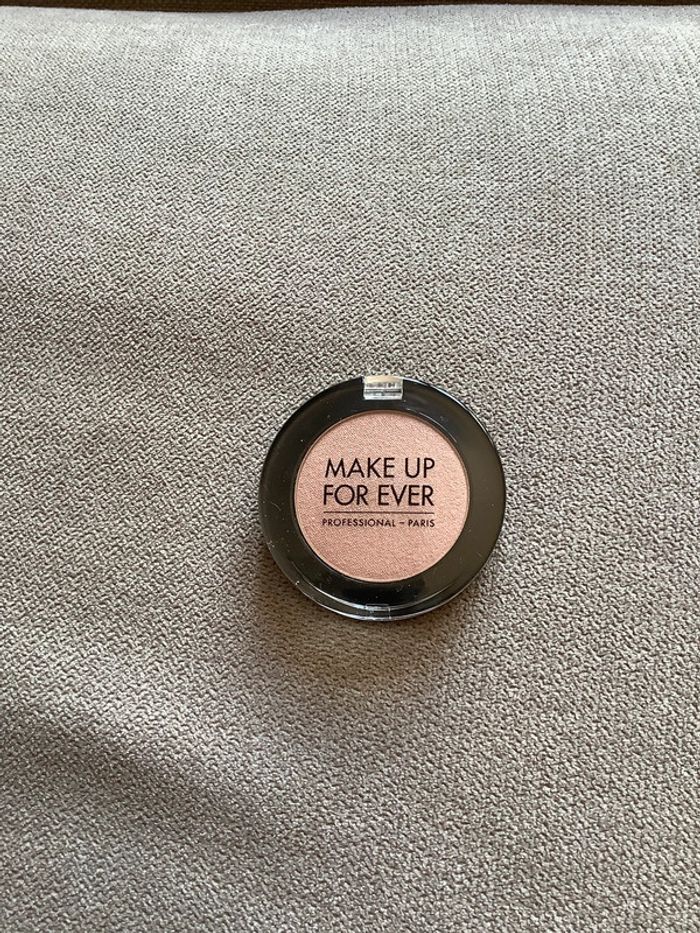 MAKE UP
FOR EVER
PROFESSIONAL – PARIS